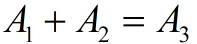 A₁ + A₂ = A₃